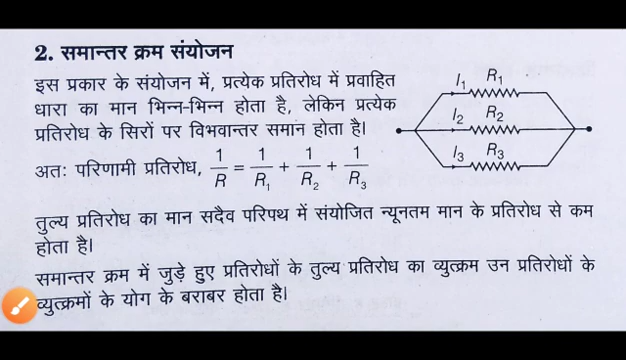 2. समान्तर क्रम संयोजन
इस प्रकार के संयोजन में, प्रत्येक प्रतिरोध में प्रवाहित
धारा का मान भिन्न-भिन्न होता है, लेकिन प्रत्येक
प्रतिरोध के सिरों पर विभवान्तर समान होता है।
अतः परिणामी प्रतिरोध, 1/R = 1/R₁ + 1/R₂ + 1/R₃
I₁ R₁
I₂ R₂
I₃ R₃
तुल्य प्रतिरोध का मान सदैव परिपथ में संयोजित न्यूनतम मान के प्रतिरोध से कम
होता है।
समान्तर क्रम में जुड़े हुए प्रतिरोधों के तुल्य प्रतिरोध का व्युत्क्रम उन प्रतिरोधों के
व्युत्क्रमों के योग के बराबर होता है।